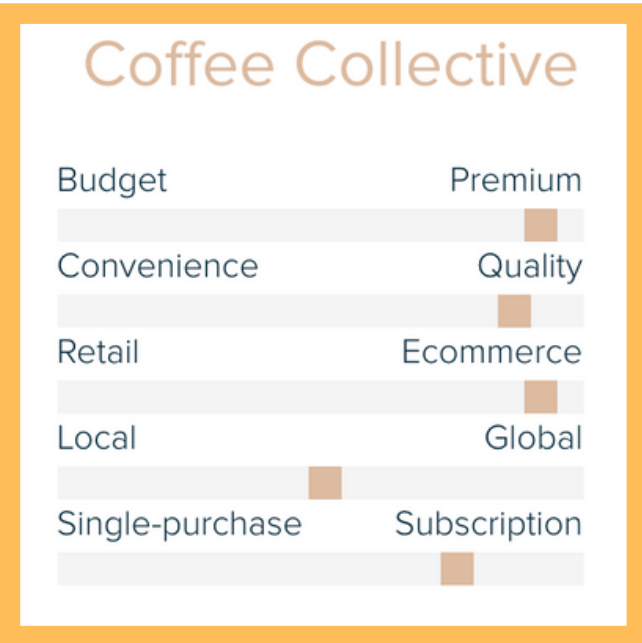 Coffee Collective
Budget Premium
Convenience Quality
Retail Ecommerce
Local Global
Single-purchase Subscription